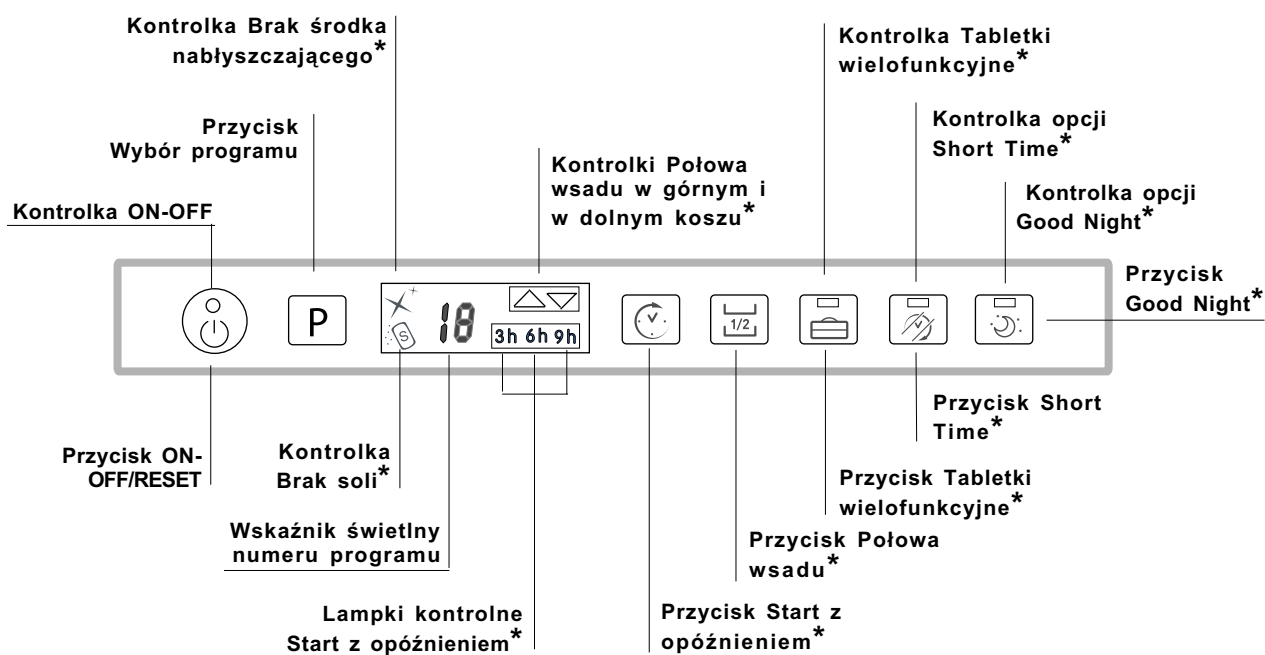 Kontrolka Brak środka
nabłyszczającego*
Kontrolka Tabletki
wielofunkcyjne*
Przycisk
Wybór programu
Kontrolki Połowa
wsadu w górnym i
w dolnym koszu*
Kontrolka opcji
Short Time*
Kontrolka ON-OFF
Kontrolka opcji
Good Night*
Przycisk
Good Night*
P
S
18
3h 6h 9h
1/2
Przycisk ON-
OFF/RESET
Kontrolka
Brak soli*
Wskaźnik świetlny
numeru programu
Lampki kontrolne
Start z opóźnieniem*
Przycisk Start z
opóźnieniem*
Przycisk Połowa
wsadu*
Przycisk Tabletki
wielofunkcyjne*
Przycisk Short
Time*